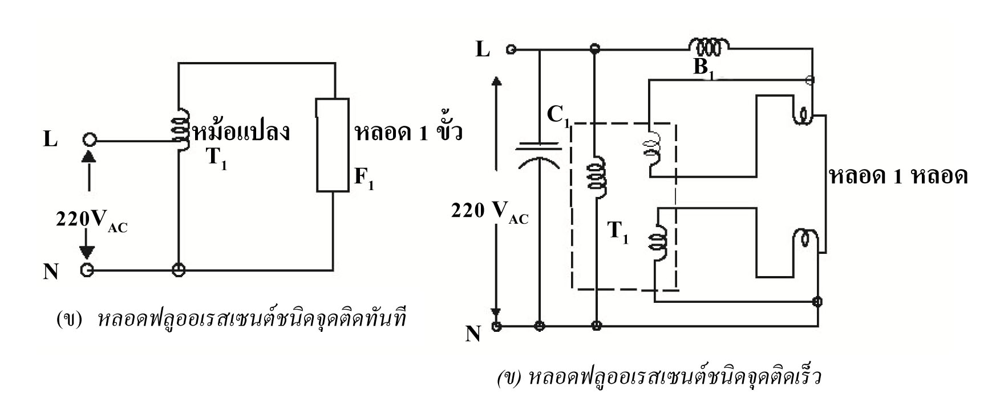 L
หม้อแปลง
T1
หลอด 1 ขั้ว
F1
220VAC
N
(ข) หลอดฟลูออเรสเซนต์ชนิดจุดติดทันที
L
B1
C1
หลอด 1 หลอด
220 VAC
T1
N
(ข) หลอดฟลูออเรสเซนต์ชนิดจุดติดเร็ว